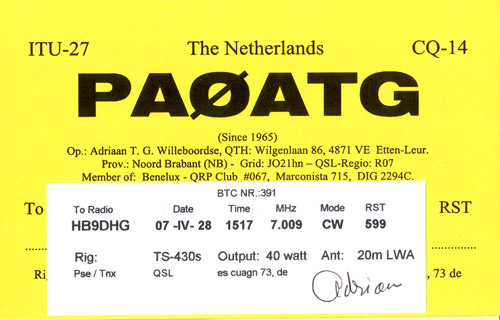 ITU-27 The Netherlands CQ-14
PAØATG
(Since 1965)
Op.: Adriaan T. G. Willeboordse, QTH: Wilgenlaan 86, 4871 VE Etten-Leur.
Prov.: Noord Brabant (NB) - Grid: JO21hn – QSL-Regio: R07
Member of: Benelux - QRP Club #067, Marconista 715, DIG 2294C.
BTC NR.:391
To RST
To Radio Date Time MHz Mode RST
HB9DHG 07 -IV- 28 1517 7.009 CW 599
Rig: TS-430s Output: 40 watt Ant: 20m LWA
Ri , 73 de
Pse / Tnx QSL es cuagn 73, de Adrian